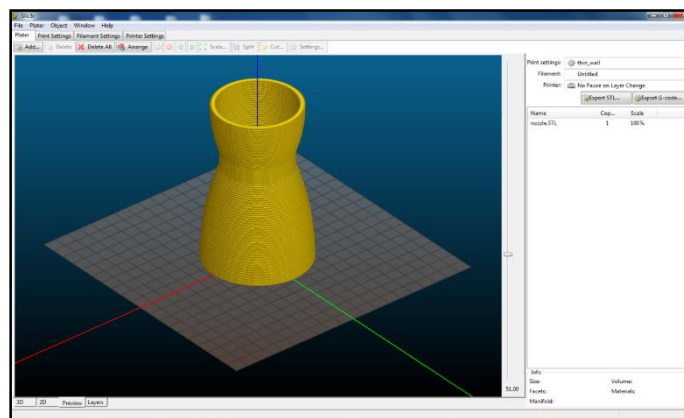 Slic3r
File Plater Object Window Help
Plater Print Settings Filament Settings Printer Settings
Add... Delete Delete All Arrange Scale... Split Cut... Settings...
Print settings: thin_wall
Filament: Untitled
Printer: No Pause on Layer Change
Export STL... Export G-code...
Name Cop... Scale
nozzle.STL 1 100%
51.00
Info
Size: Volume:
Facets: Materials:
Manifold:
3D 2D Preview Layers